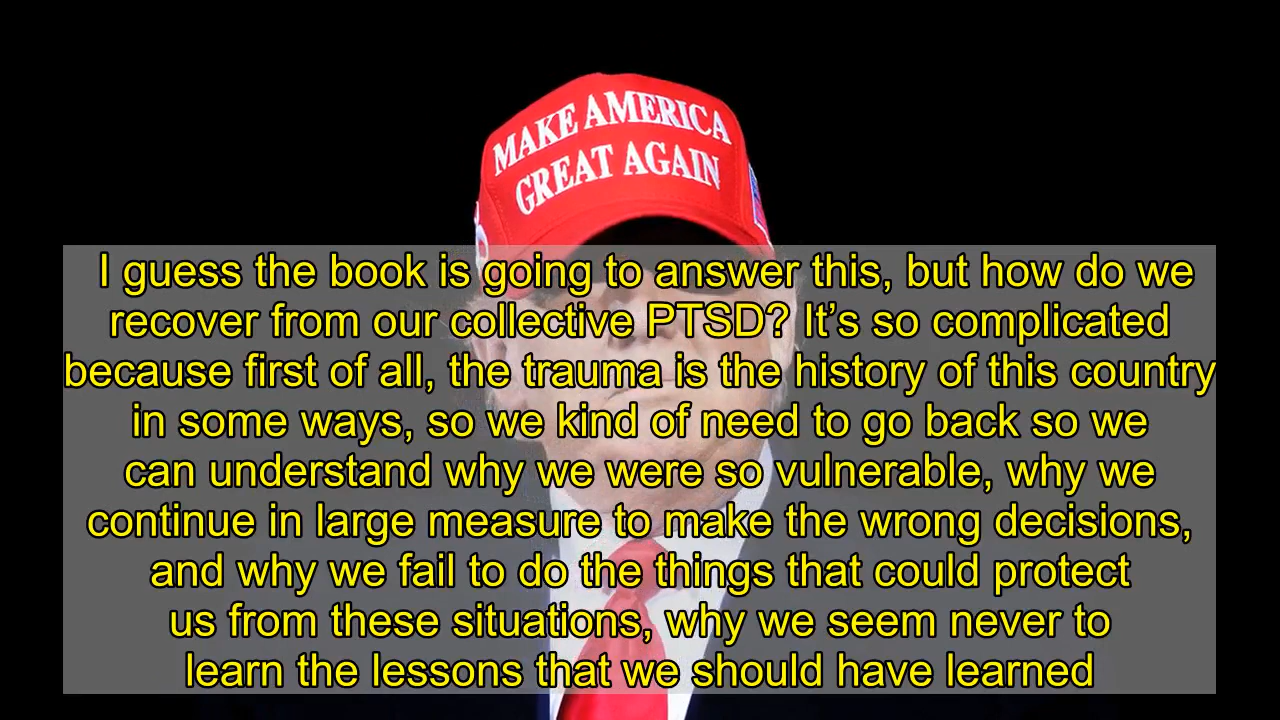 MAKE AMERICA
GREAT AGAIN
I guess the book is going to answer this, but how do we
recover from our collective PTSD? It’s so complicated
because first of all, the trauma is the history of this country
in some ways, so we kind of need to go back so we
can understand why we were so vulnerable, why we
continue in large measure to make the wrong decisions,
and why we fail to do the things that could protect
us from these situations, why we seem never to
learn the lessons that we should have learned